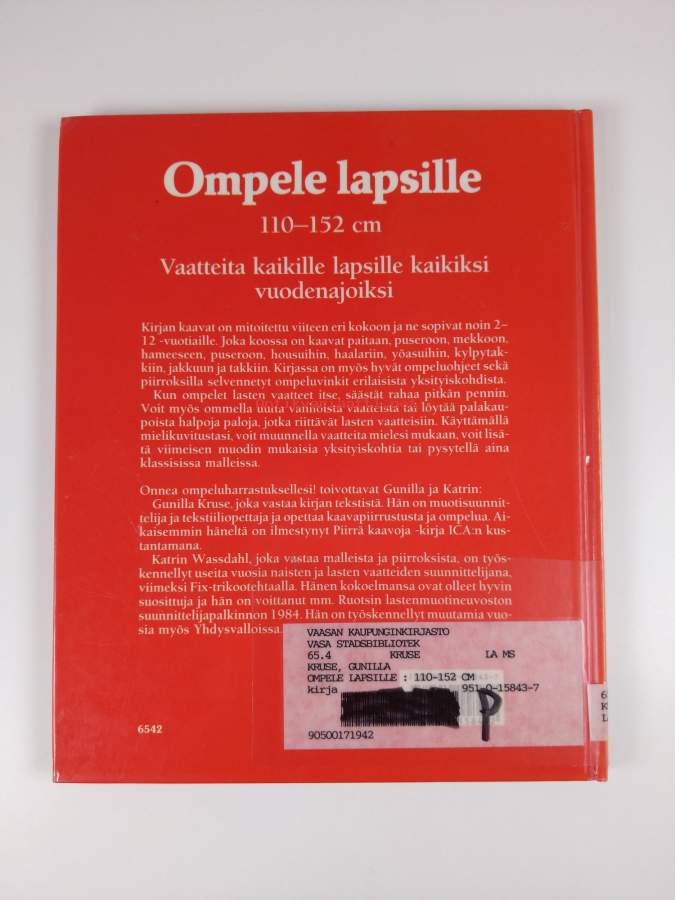 Ompele lapsille
110–152 cm
Vaatteita kaikille lapsille kaikiksi
vuodenajoiksi
Kirjan kaavat on mitoitettu viiteen eri kokoon ja ne sopivat noin 2–
12 -vuotiaille. Joka koossa on kaavat paitaan, puseroon, mekkoon,
hameeseen, puseroon, housuihin, haalariin, yöasuihin, kylpytak-
kiin, jakkuun ja takkiin. Kirjassa on myös hyvät ompeluohjeet sekä
piirroksilla selvennetyt ompeluvinkit erilaisista yksityiskohdista.
Kun ompelet lasten vaatteet itse, säästät rahaa pitkän pennin.
Voit myös ommella uutta vanhoista vaatteista tai löytää palakau-
poista halpoja paloja, jotka riittävät lasten vaatteisiin. Käyttämällä
mielikuvitustasi, voit muunnella vaatteita mielesi mukaan, voit lisä-
tä viimeisen muodin mukaisia yksityiskohtia tai pysytellä aina
klassisissa malleissa.
Onnea ompeluharrastuksellesi! toivottavat Gunilla ja Katrin:
Gunilla Kruse, joka vastaa kirjan tekstistä. Hän on muotisuunnit-
telija ja tekstiiliopettaja ja opettaa kaavapiirrustusta ja ompelua. Ai-
kaisemmin häneltä on ilmestynyt Piirrä kaavoja -kirja ICA:n kus-
tantamana.
Katrin Wassdahl, joka vastaa malleista ja piirroksista, on työs-
kennellyt useita vuosia naisten ja lasten vaatteiden suunnittelijana,
viimeksi Fix-trikootehtaalla. Hänen kokoelmansa ovat olleet hyvin
suosittuja ja hän on voittanut mm. Ruotsin lastenmuotineuvoston
suunnittelijapalkinnon 1984. Hän on työskennellyt muutamia vuo-
sia myös Yhdysvalloissa.
VAASAN KAUPUNGINKIRJASTO
VASA STADSBIBLIOTEK
65.4 KRUSE LA MS
KRUSE, GUNILLA
OMPELE LAPSILLE : 110-152 CM
kirja 951-0-15843-7
P
90500171942
6542